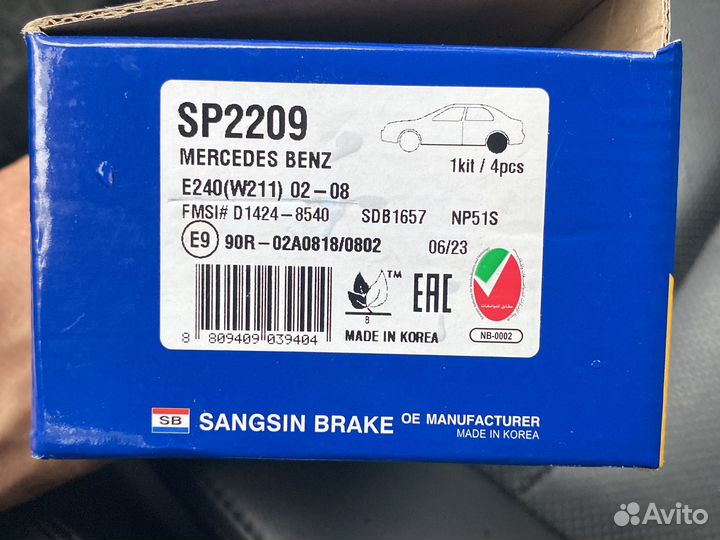 SP2209
MERCEDES BENZ
1kit / 4pcs
E240(W211) 02-08
FMSI# D1424-8540 SDB1657 NP51S
E9 90R-02A0818/0802 06/23
TM
B
EAC
MADE IN KOREA
NB-0002
8 809409 039404
SB SANGSIN BRAKE OE MANUFACTURER
MADE IN KOREA
Avito